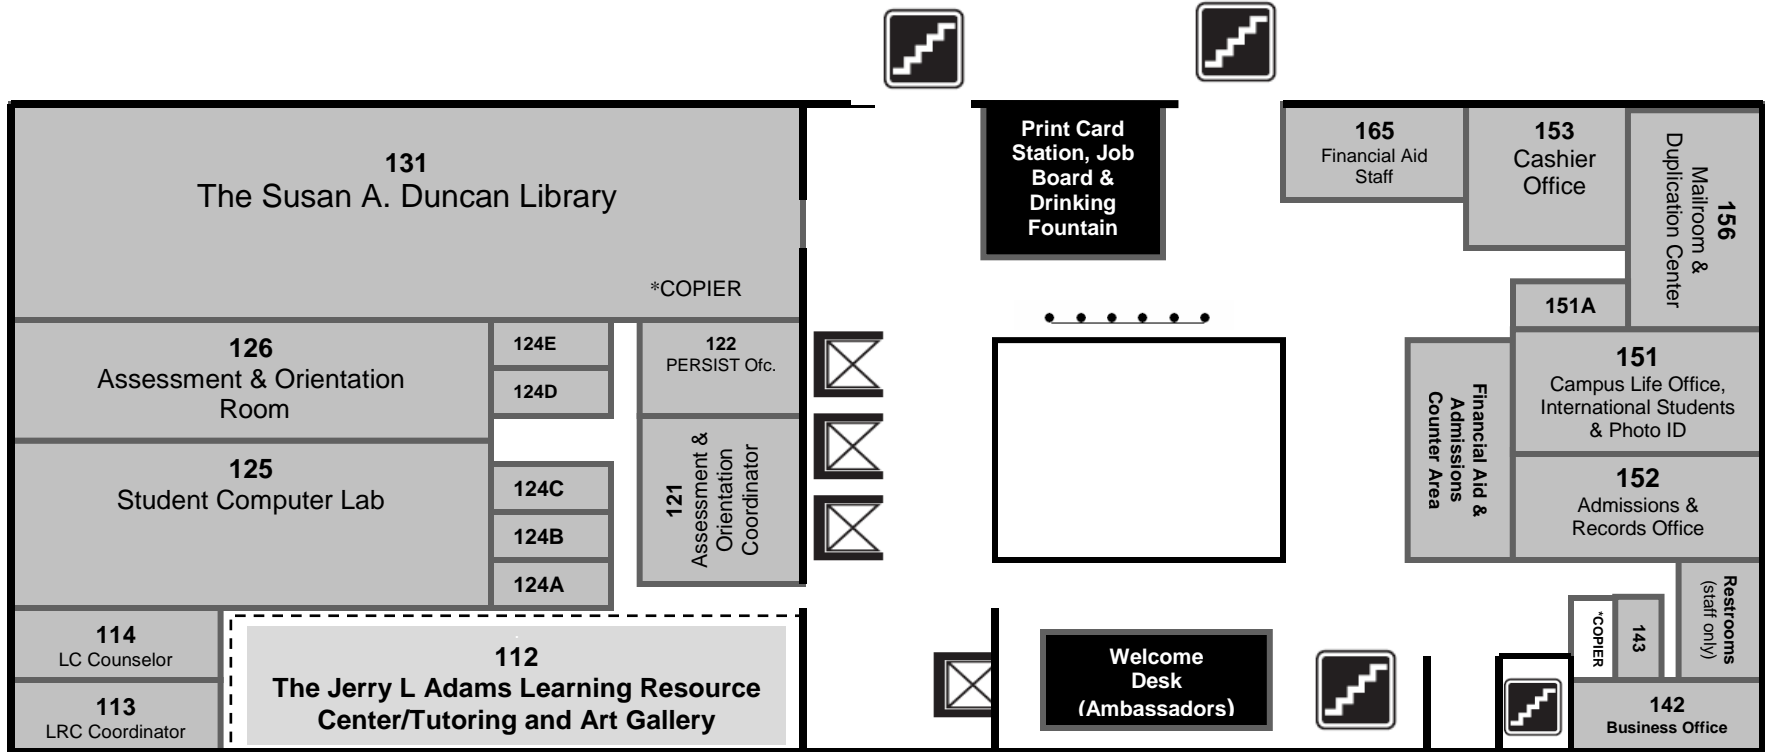 131
The Susan A. Duncan Library
*COPIER
Print Card
Station, Job
Board &
Drinking
Fountain
165
Financial Aid
Staff
153
Cashier
Office
156
Mailroom &
Duplication Center
151A
126
Assessment & Orientation
Room
124E
124D
122
PERSIST Ofc.
125
Student Computer Lab
124C
124B
124A
121
Assessment &
Orientation
Coordinator
Financial Aid &
Admissions
Counter Area
151
Campus Life Office,
International Students
& Photo ID
152
Admissions &
Records Office
114
LC Counselor
113
LRC Coordinator
112
The Jerry L Adams Learning Resource
Center/Tutoring and Art Gallery
Welcome
Desk
(Ambassadors)
*COPIER
143
Restrooms
(staff only)
142
Business Office